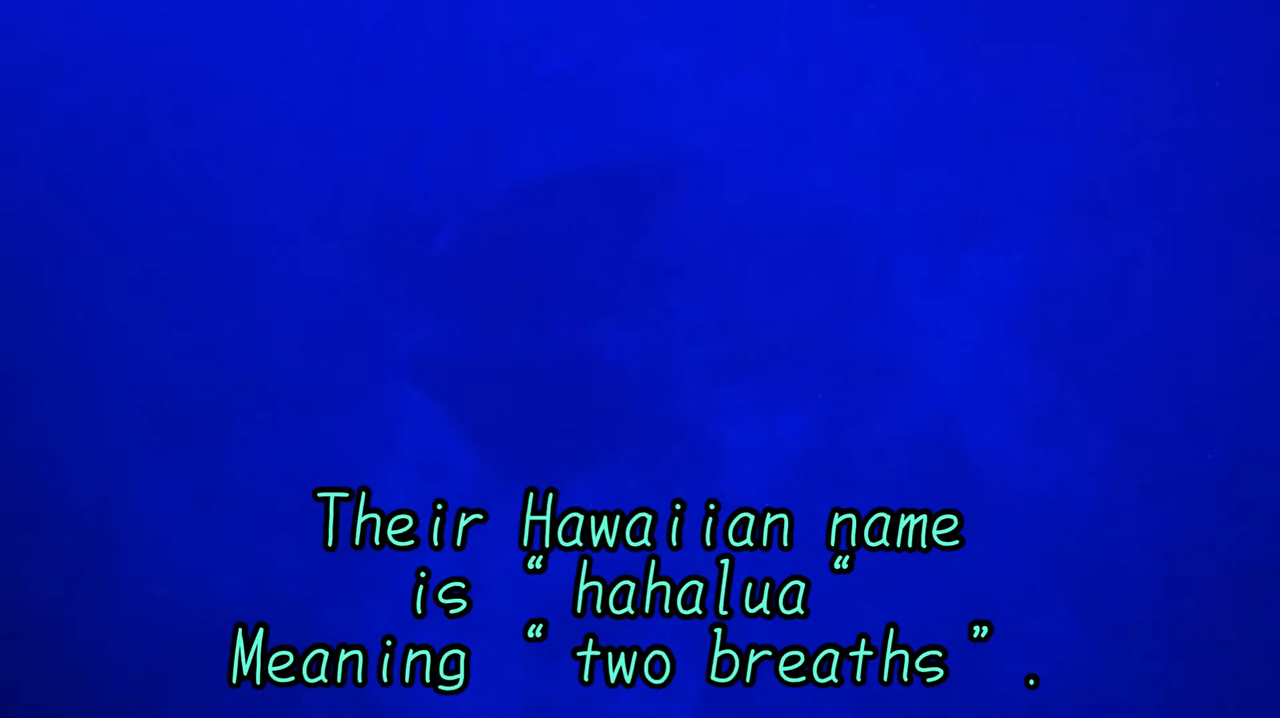 Their Hawaiian name
is “hahalua“
Meaning “two breaths”.